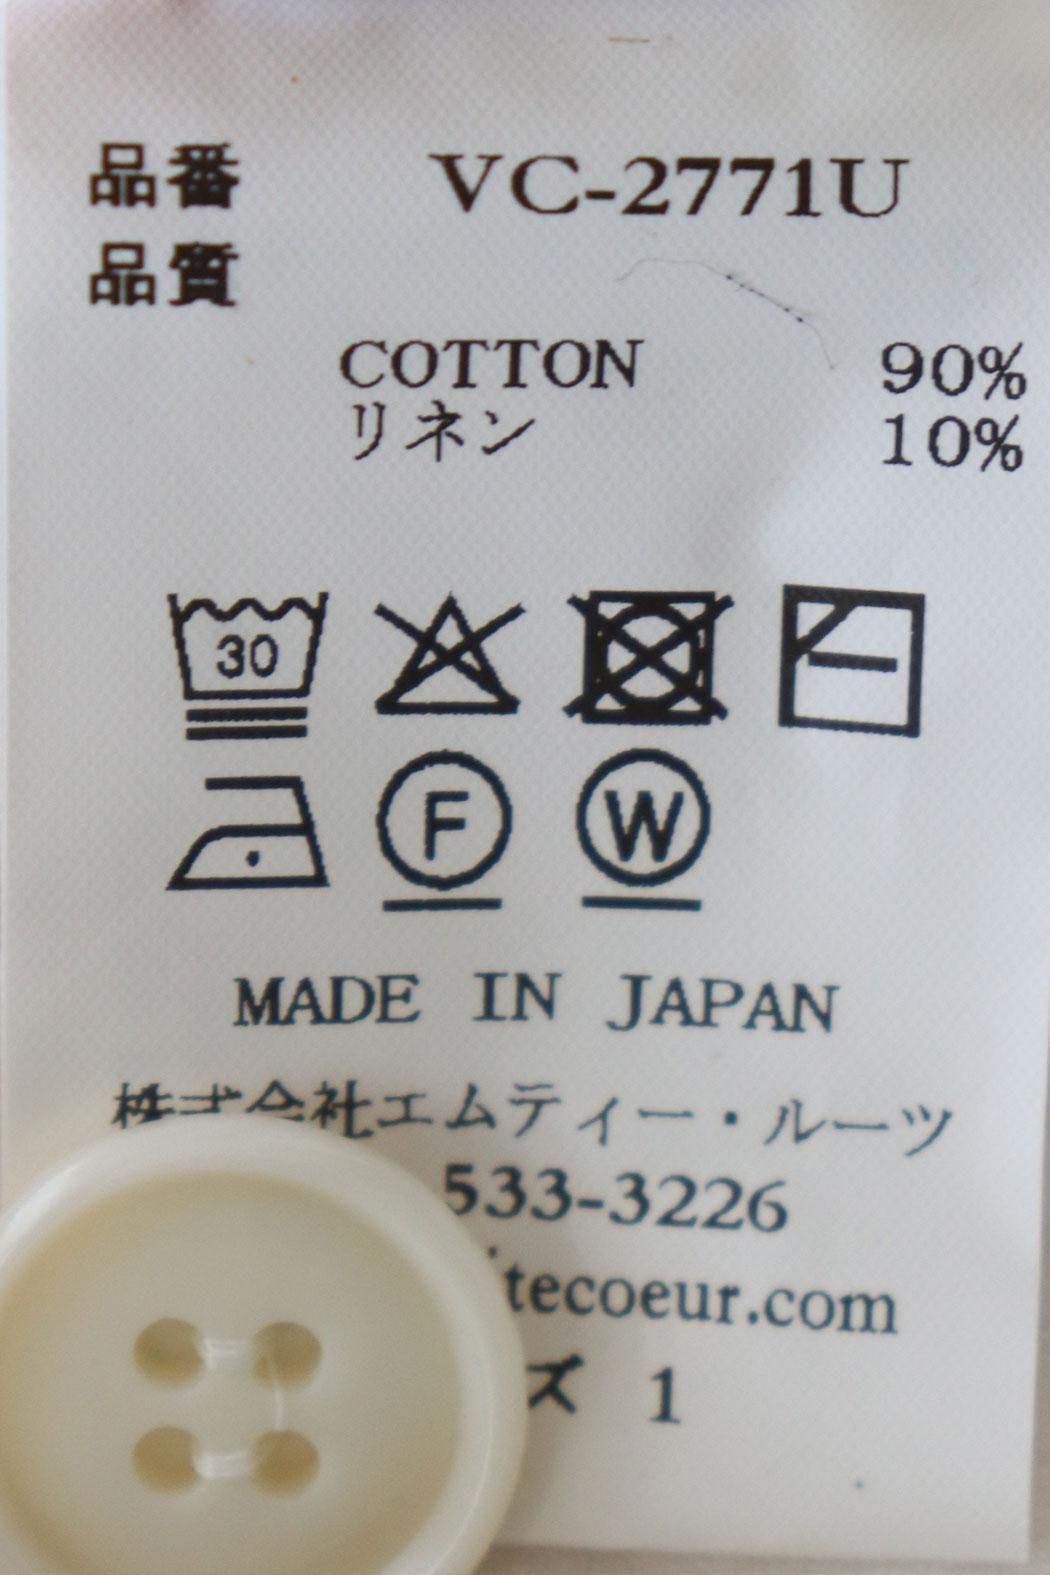 品番 VC-2771U
品質
COTTON 90%
リネン 10%
30
F W
MADE IN JAPAN
株式会社エムティー・ルーツ
533-3226
itecoeur.com
ズ 1